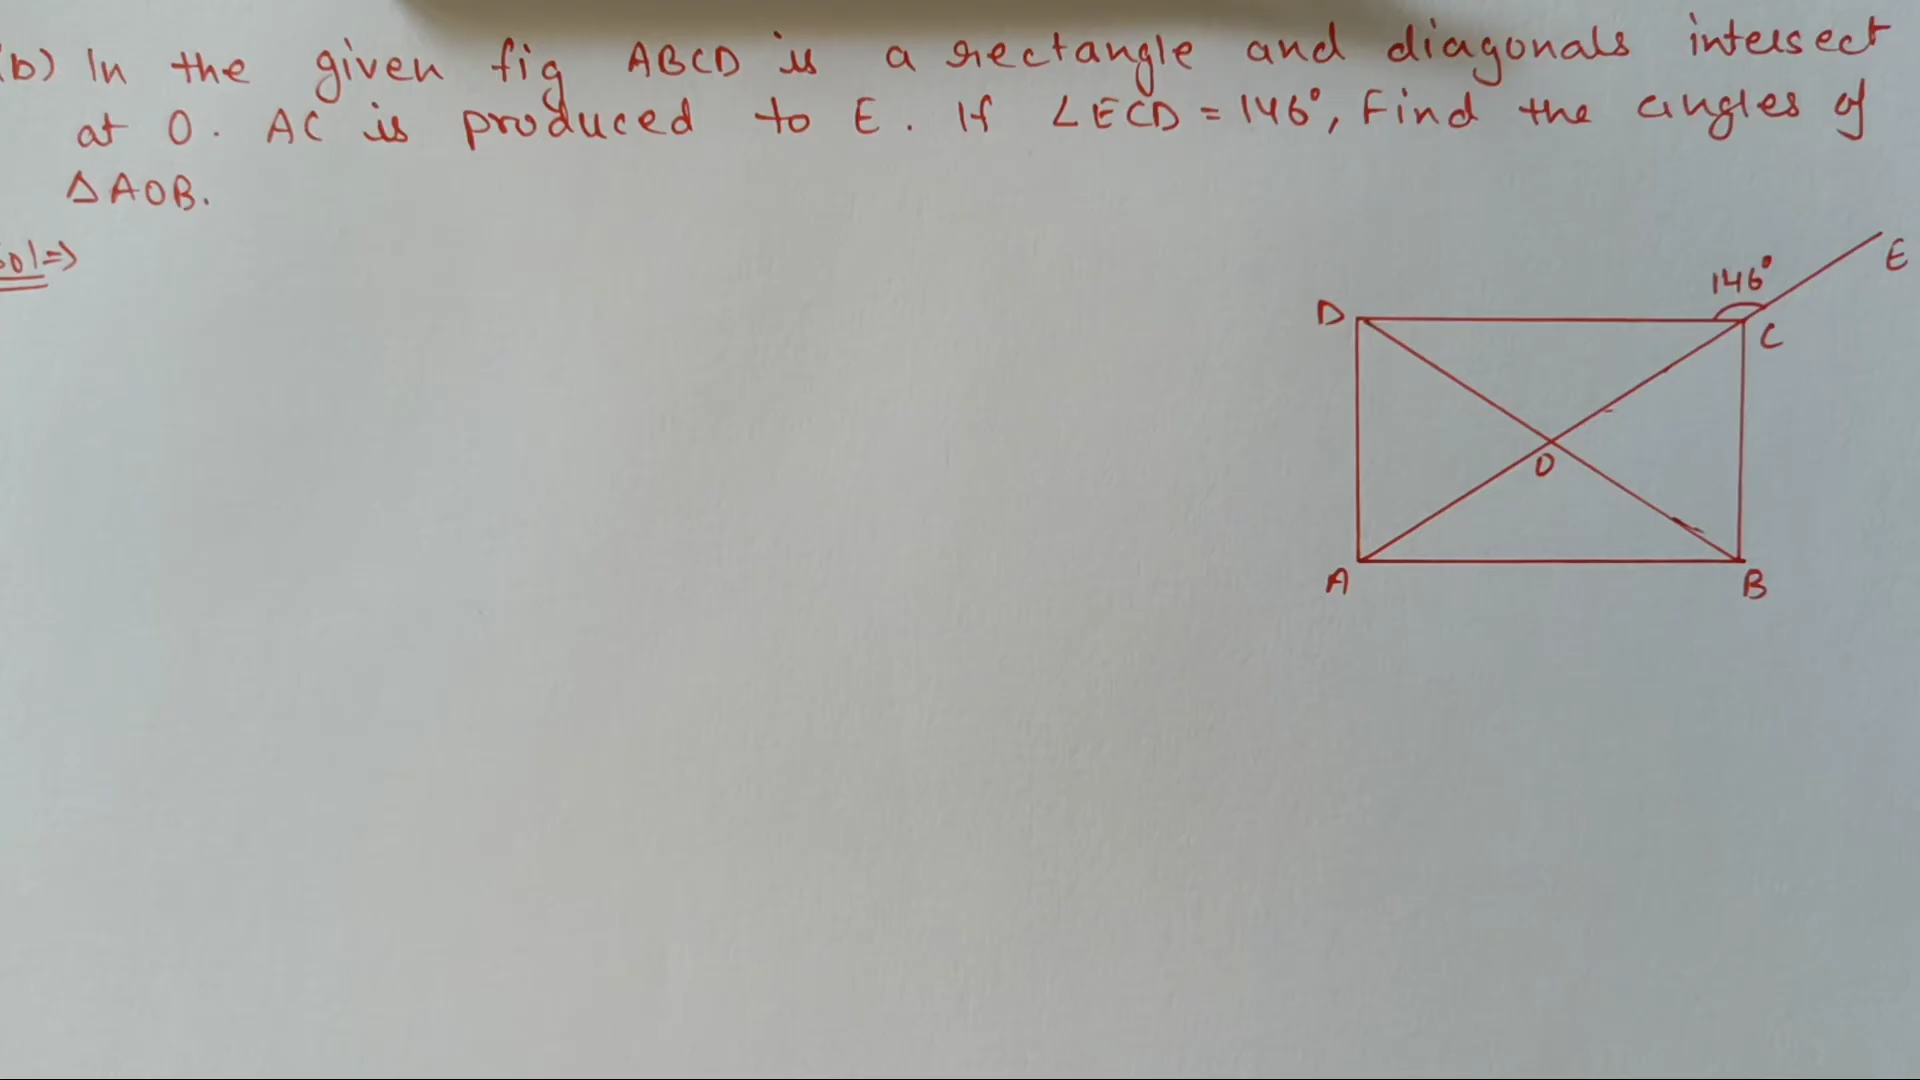 (b) In the given fig ABCD is a rectangle and diagonals intersect
at O. AC is produced to E. If ∠ECD = 146°, Find the angles of
△AOB.
Sol⇒
146°
E
D
C
O
A
B